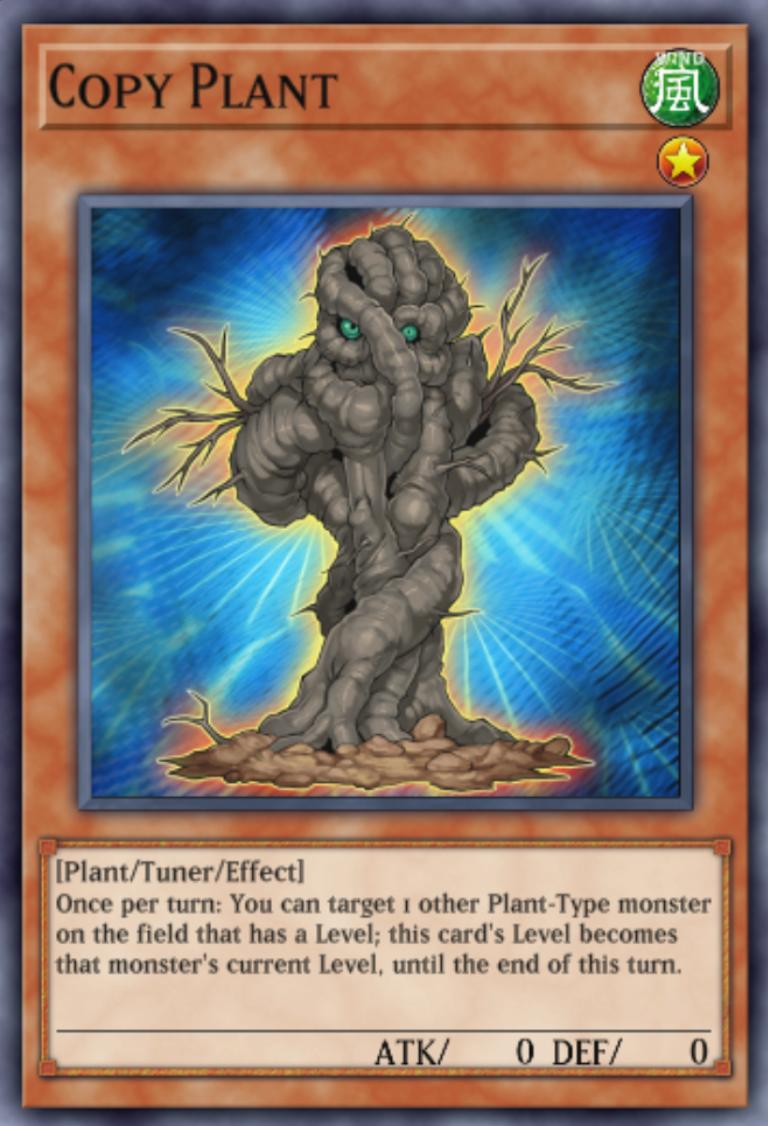 COPY PLANT
WIND
風
[Plant/Tuner/Effect]
Once per turn: You can target 1 other Plant-Type monster
on the field that has a Level; this card's Level becomes
that monster's current Level, until the end of this turn.
ATK/ 0 DEF/ 0